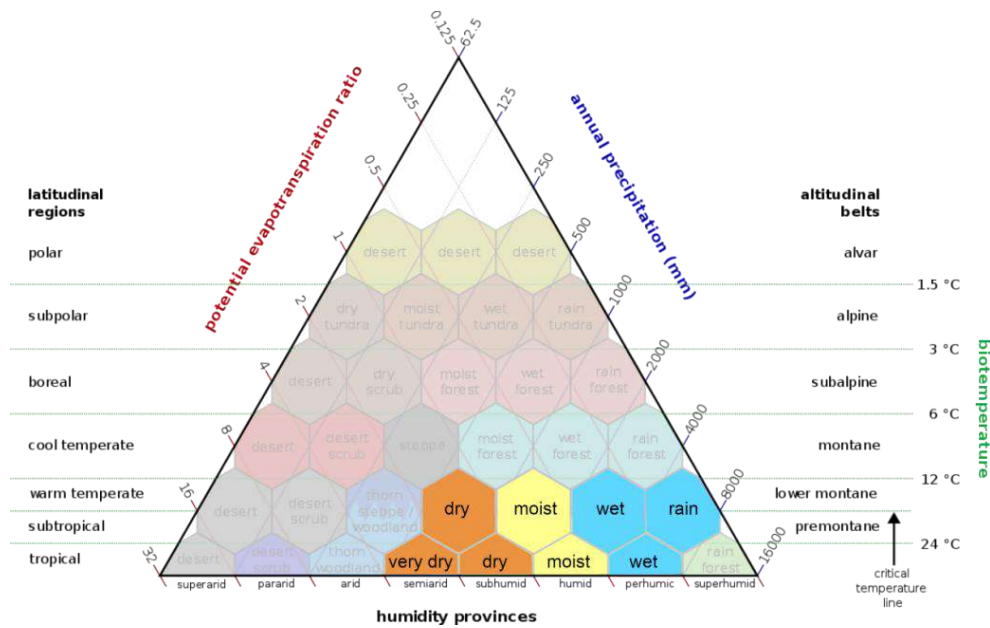 0.125
62.5
0.25
125
0.5
250
potential evapotranspiration ratio
annual precipitation (mm)
latitudinal
regions
altitudinal
belts
1
500
polar
desert
desert
desert
alvar
1.5 °C
2
1000
subpolar
dry
tundra
moist
tundra
wet
tundra
rain
tundra
alpine
3 °C
4
2000
boreal
desert
dry
scrub
moist
forest
wet
forest
rain
forest
subalpine
biotemperature
6 °C
8
4000
cool temperate
desert
desert
scrub
steppe
moist
forest
wet
forest
rain
forest
montane
12 °C
16
8000
warm temperate
subtropical
desert
desert
scrub
thorn
steppe /
woodland
dry
moist
wet
rain
lower montane
premontane
24 °C
32
16000
tropical
desert
desert
scrub
thorn
woodland
very dry
dry
moist
wet
rain
forest
superarid
pararid
arid
semiarid
subhumid
humid
perhumid
superhumid
critical
temperature
line
humidity provinces